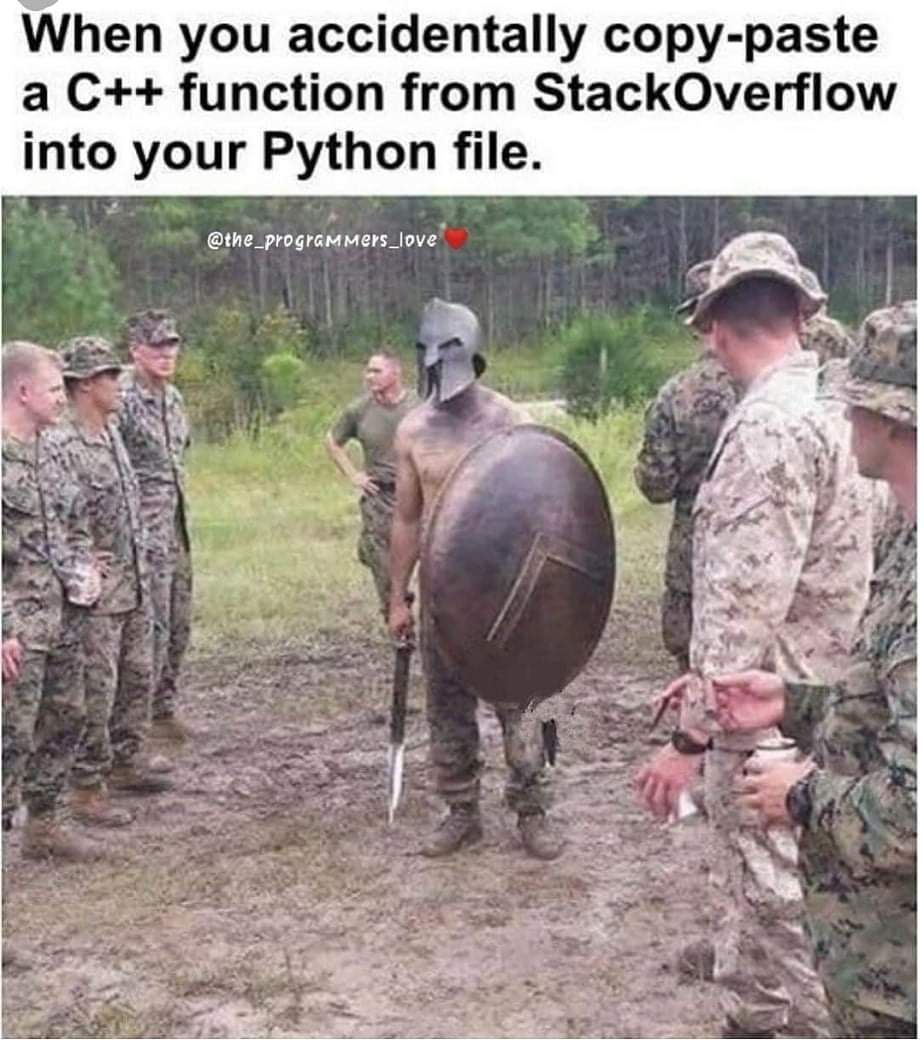 When you accidentally copy-paste
a C++ function from StackOverflow
into your Python file.
@the_programmers_love ❤️